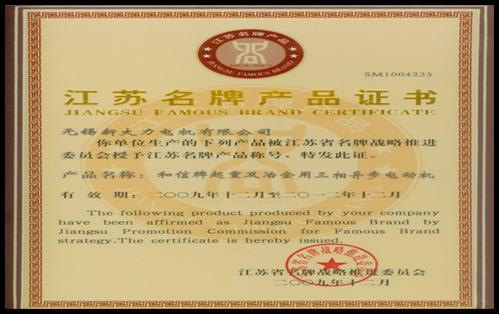 江苏名牌产品
JIANGSU FAMOUS BRAND
SM1004223
江苏名牌产品证书
JIANGSU FAMOUS BRAND CERTIFICATE
无锡新大力电机有限公司
你单位生产的下列产品被江苏省名牌战略推进
委员会授予江苏名牌产品称号，特发此证。
产品名称：和信牌起重及冶金用三相异步电动机
有效期：二〇〇九年十二月至二〇一二年十二月
The following product produced by your company
have been affirmed as Jiangsu Famous Brand by
Jiangsu Promotion Commission for Famous Brand
strategy.The certificate is hereby issued.
江苏省名牌战略推进委员会
二〇〇九年十二月